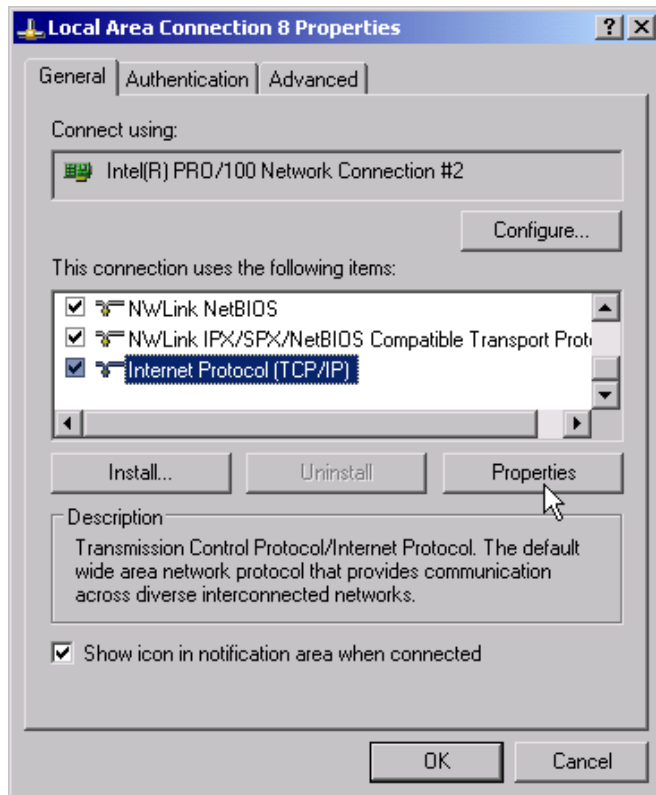 Local Area Connection 8 Properties
General Authentication Advanced
Connect using:
Intel(R) PRO/100 Network Connection #2
Configure...
This connection uses the following items:
NWLink NetBIOS
NWLink IPX/SPX/NetBIOS Compatible Transport Proto
Internet Protocol (TCP/IP)
Install... Uninstall Properties
Description
Transmission Control Protocol/Internet Protocol. The default
wide area network protocol that provides communication
across diverse interconnected networks.
Show icon in notification area when connected
OK Cancel